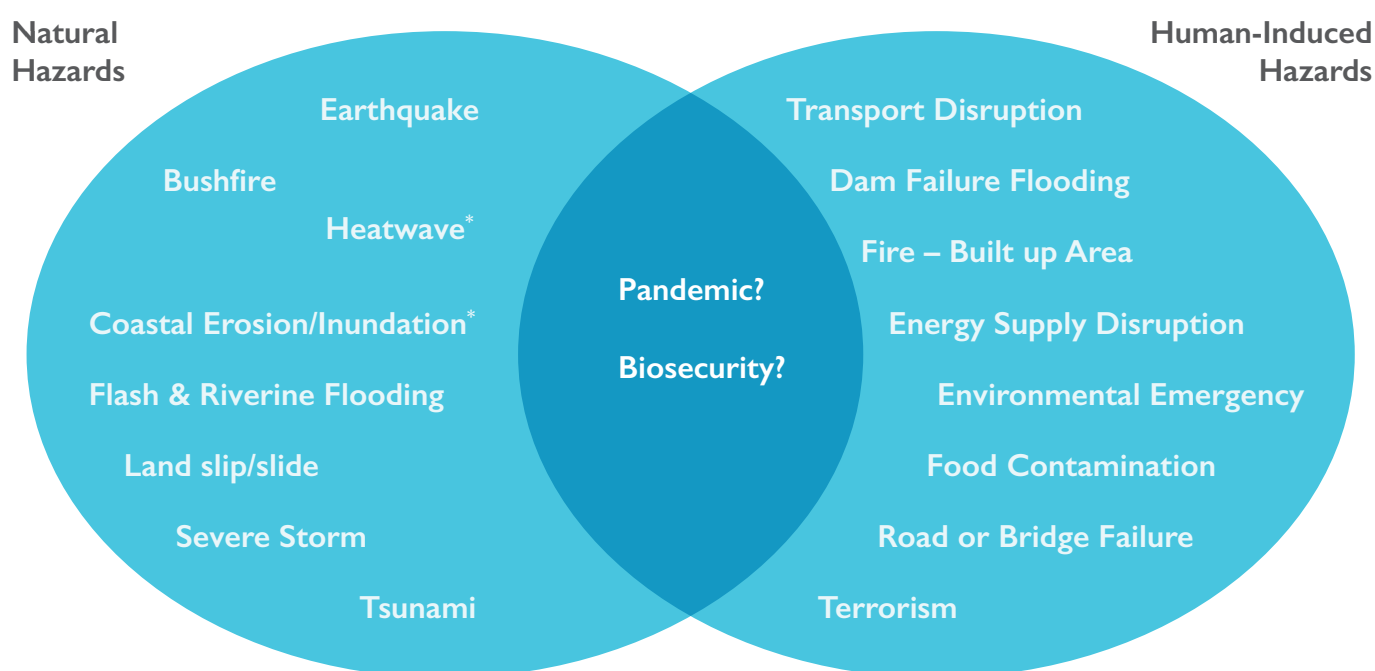 Natural
Hazards
Human-Induced
Hazards
Earthquake
Bushfire
Heatwave*
Coastal Erosion/Inundation*
Flash & Riverine Flooding
Land slip/slide
Severe Storm
Tsunami
Pandemic?
Biosecurity?
Transport Disruption
Dam Failure Flooding
Fire – Built up Area
Energy Supply Disruption
Environmental Emergency
Food Contamination
Road or Bridge Failure
Terrorism